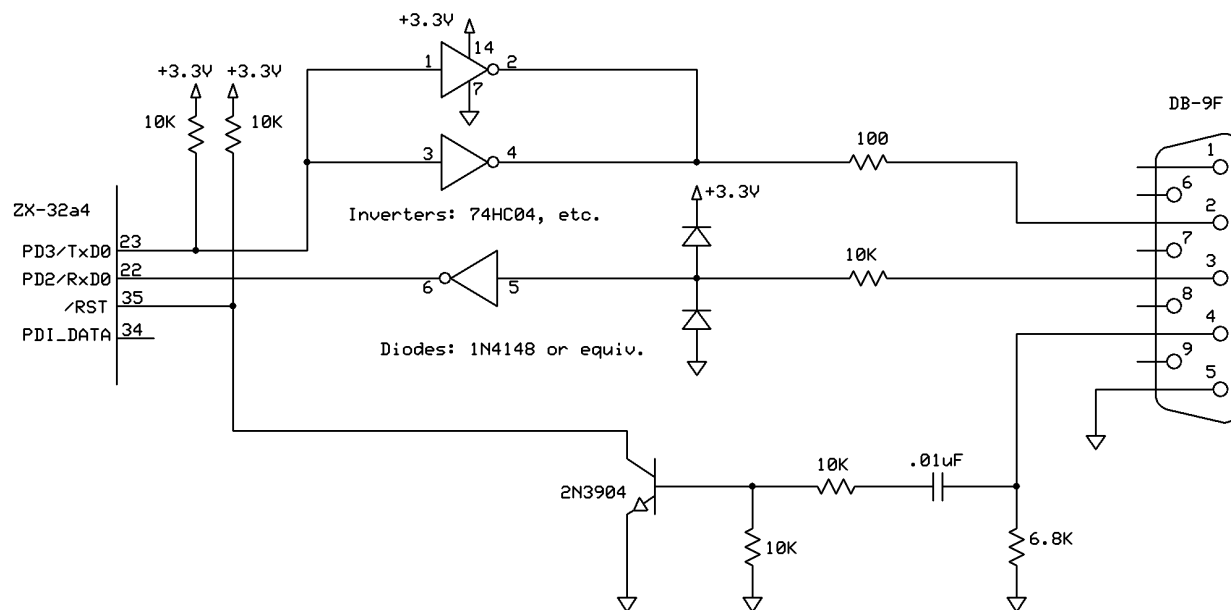 +3.3V
14
1
2
7
+3.3V
+3.3V
DB-9F
10K
10K
1
3
4
100
6
+3.3V
ZX-32a4
Inverters: 74HC04, etc.
2
23
PD3/TxD0
7
10K
22
PD2/RxD0
6
5
3
35
/RST
8
4
34
PDI_DATA
Diodes: 1N4148 or equiv.
9
5
10K
.01uF
2N3904
10K
6.8K